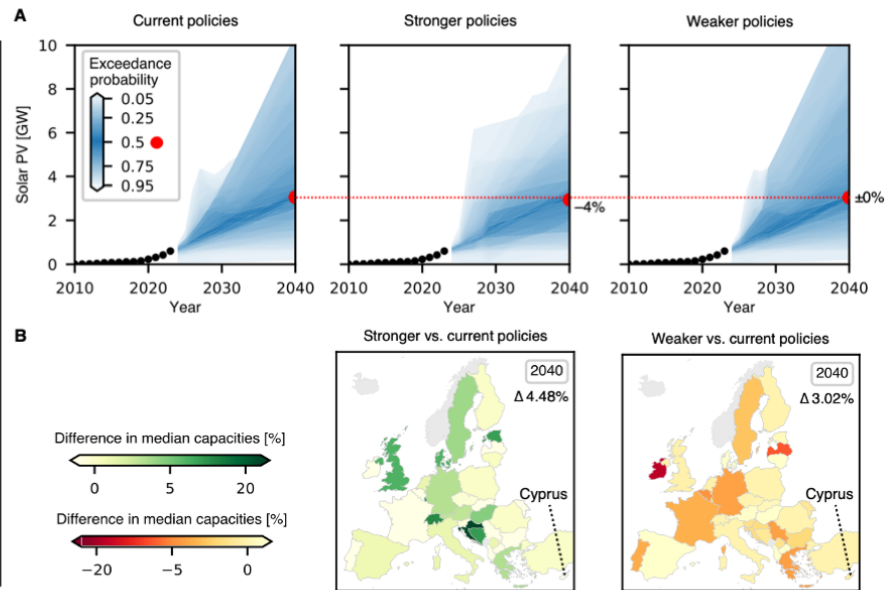 A
Current policies
Stronger policies
Weaker policies
Solar PV [GW]
10
8
6
4
2
0
Exceedance
probability
0.05
0.25
0.5
0.75
0.95
−4%
±0%
2010 2020 2030 2040
2010 2020 2030 2040
2010 2020 2030 2040
Year
Year
Year
B
Stronger vs. current policies
Weaker vs. current policies
2040
Δ 4.48%
2040
Δ 3.02%
Difference in median capacities [%]
0 5 20
Cyprus
Cyprus
Difference in median capacities [%]
−20 −5 0